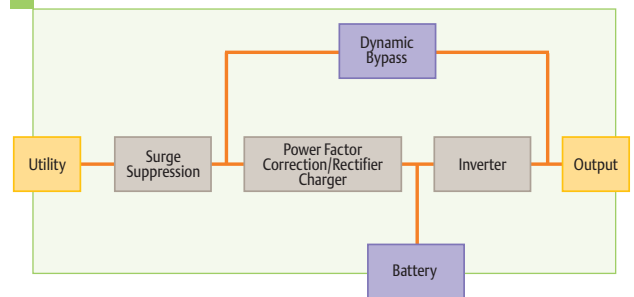 Dynamic
Bypass
Utility
Surge
Suppression
Power Factor
Correction/Rectifier
Charger
Inverter
Output
Battery